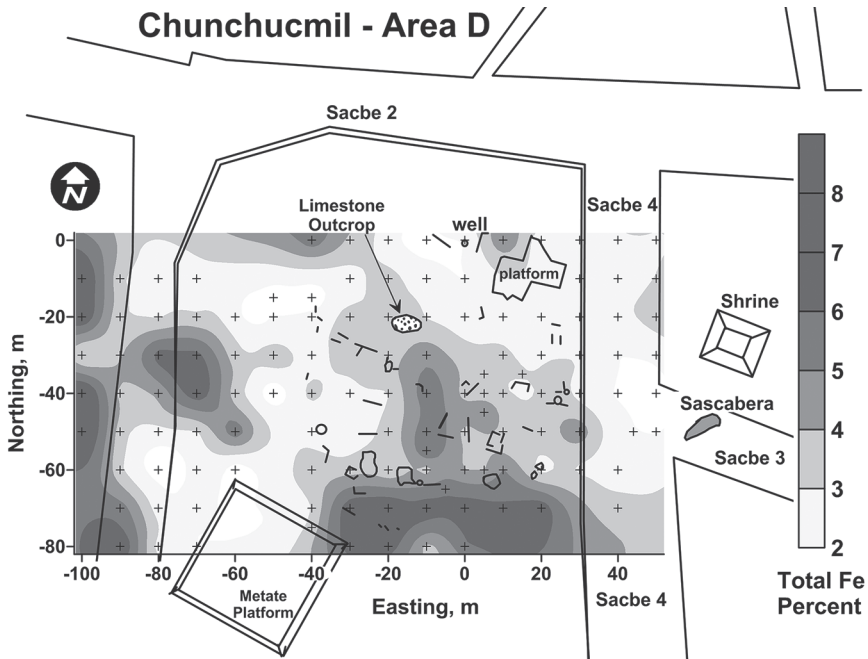 Chunchucmil - Area D
Sacbe 2
N
Limestone
Outcrop
well
Sacbe 4
platform
Shrine
Sascabera
Sacbe 3
Metate
Platform
Sacbe 4
Northing, m
0
-20
-40
-60
-80
-100
-80
-60
-40
-20
0
20
40
Easting, m
8
7
6
5
4
3
2
Total Fe
Percent